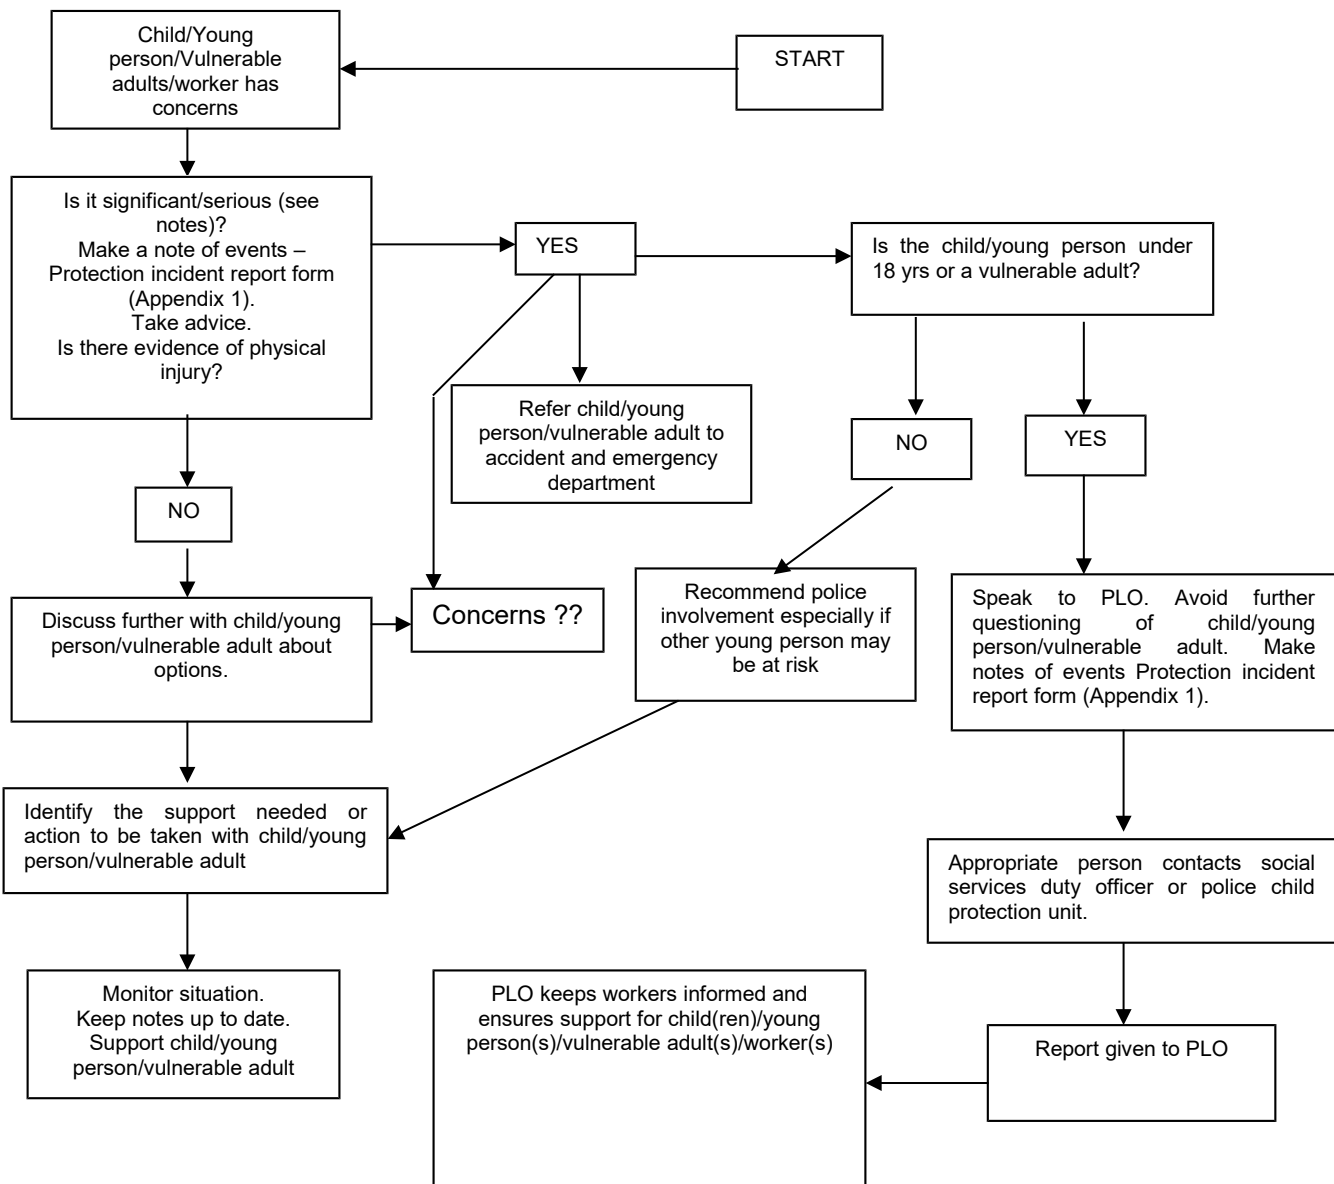 Child/Young
person/Vulnerable
adults/worker has
concerns
START
Is it significant/serious (see
notes)?
Make a note of events –
Protection incident report form
(Appendix 1).
Take advice.
Is there evidence of physical
injury?
YES
Is the child/young person under
18 yrs or a vulnerable adult?
Refer child/young
person/vulnerable adult to
accident and emergency
department
NO
YES
NO
Discuss further with child/young
person/vulnerable adult about
options.
Concerns ??
Recommend police
involvement especially if
other young person may
be at risk
Speak to PLO. Avoid further
questioning of child/young
person/vulnerable adult. Make
notes of events Protection incident
report form (Appendix 1).
Identify the support needed or
action to be taken with child/young
person/vulnerable adult
Appropriate person contacts social
services duty officer or police child
protection unit.
Monitor situation.
Keep notes up to date.
Support child/young
person/vulnerable adult
PLO keeps workers informed and
ensures support for child(ren)/young
person(s)/vulnerable adult(s)/worker(s)
Report given to PLO